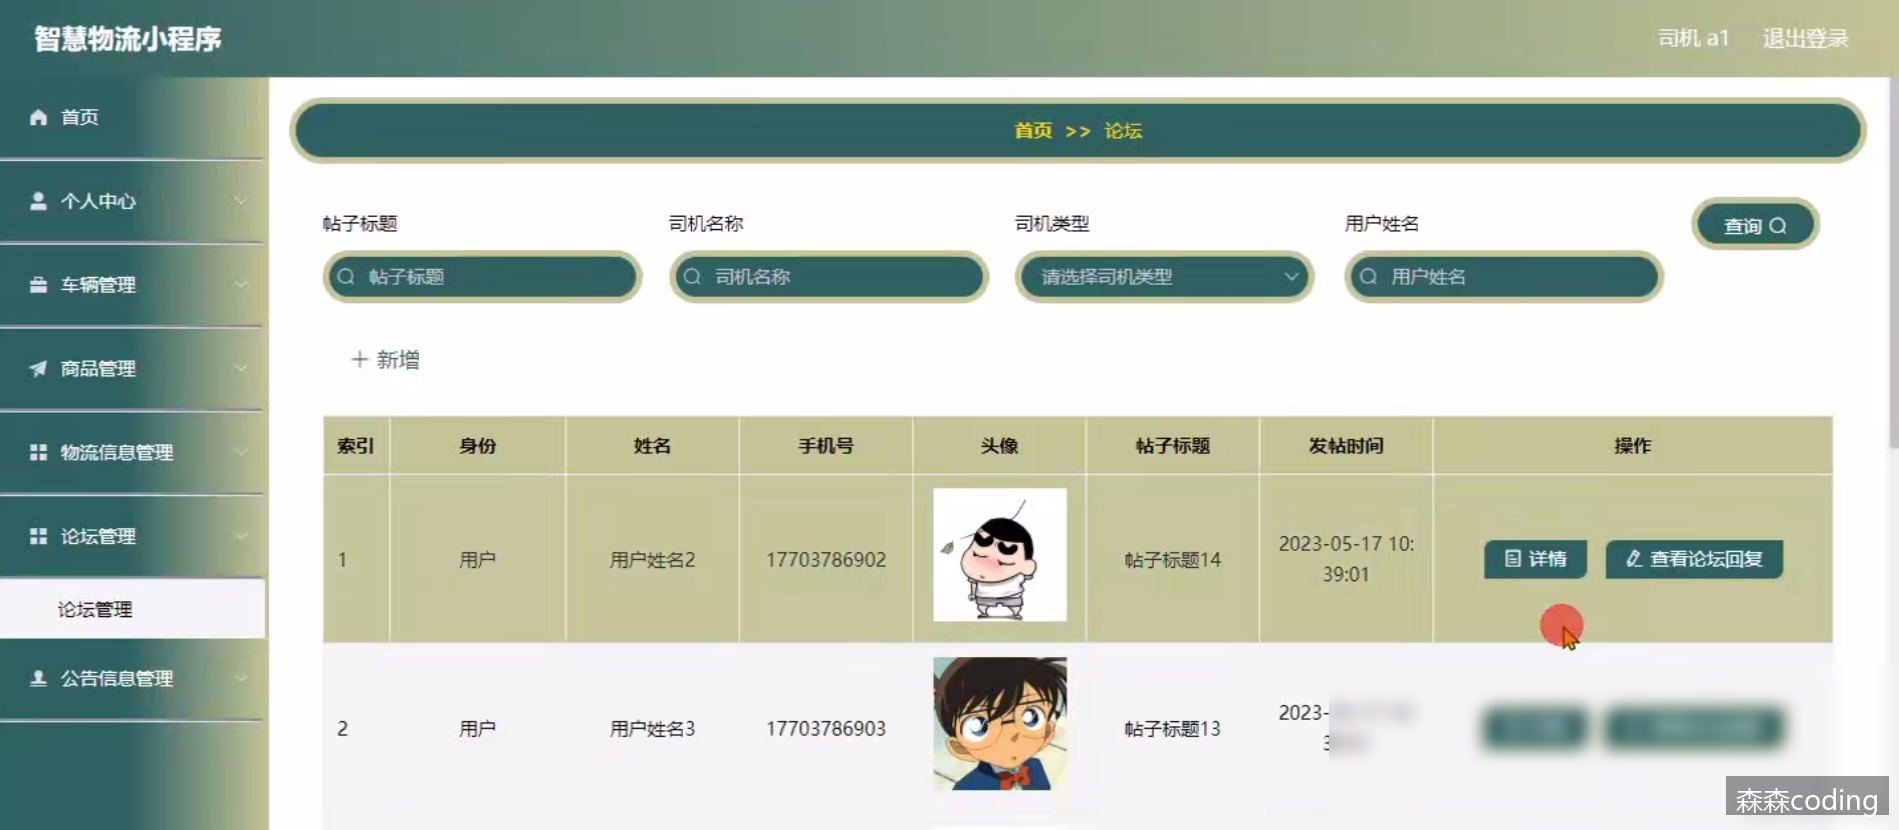 智慧物流小程序
司机 a1 退出登录
首页
个人中心
车辆管理
商品管理
物流信息管理
论坛管理
论坛管理
公告信息管理
首页 >> 论坛
帖子标题 司机名称 司机类型 用户姓名
查询
帖子标题 司机名称 请选择司机类型 用户姓名
新增
索引 身份 姓名 手机号 头像 帖子标题 发帖时间 操作
1 用户 用户姓名2 17703786902 帖子标题14 2023-05-17 10:
39:01
详情 查看论坛回复
2 用户 用户姓名3 17703786903 帖子标题13 2023-
森森coding